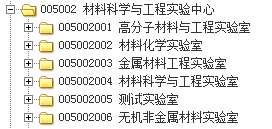 005002 材料科学与工程实验中心
005002001 高分子材料与工程实验室
005002002 材料化学实验室
005002003 金属材料工程实验室
005002004 材料科学与工程实验室
005002005 测试实验室
005002006 无机非金属材料实验室